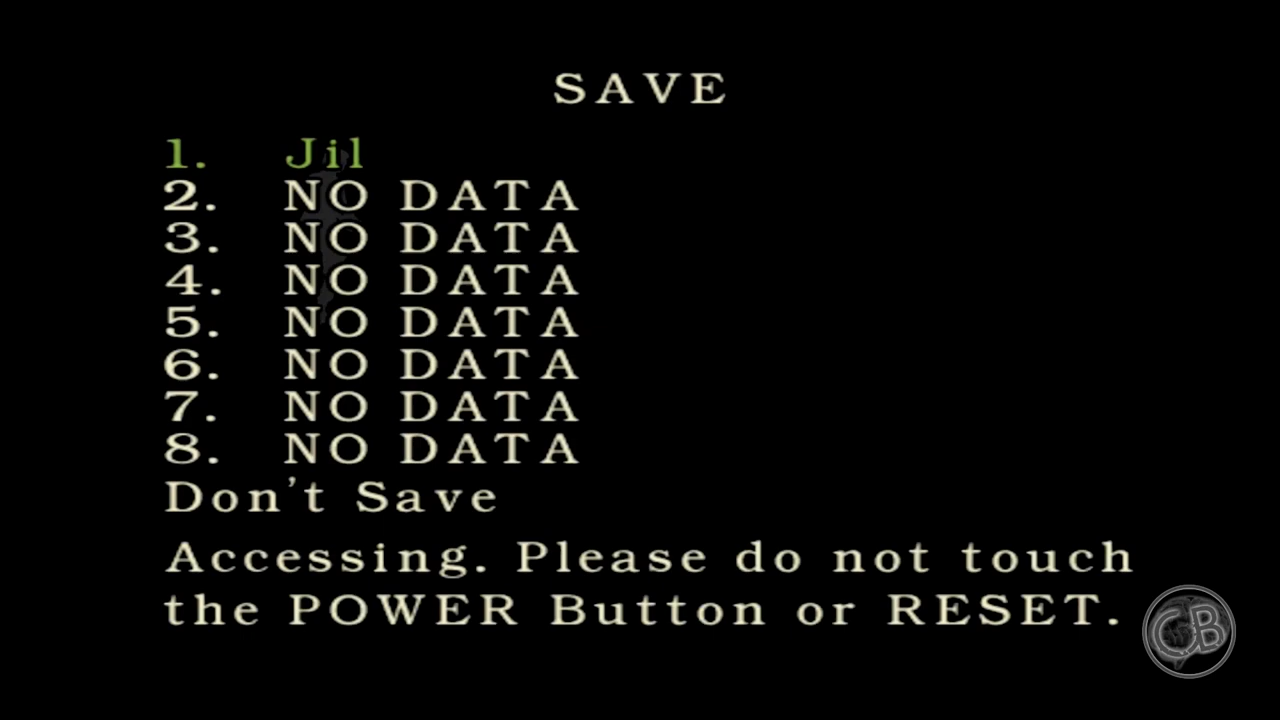 SAVE
1. Jil
2. NO DATA
3. NO DATA
4. NO DATA
5. NO DATA
6. NO DATA
7. NO DATA
8. NO DATA
Don't Save
Accessing. Please do not touch
the POWER Button or RESET.
CB